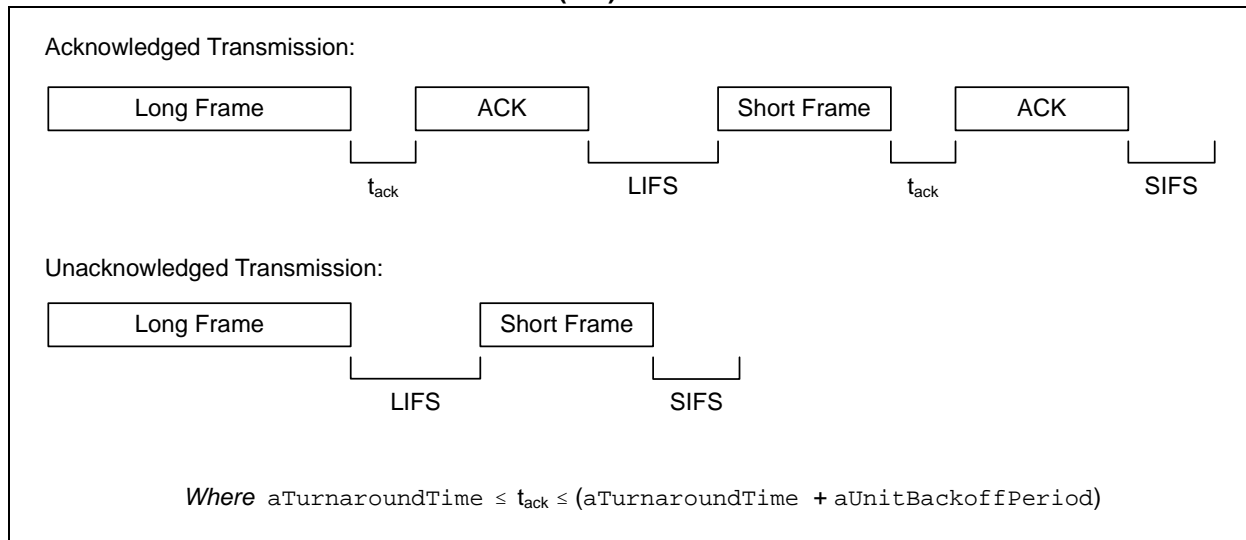 Acknowledged Transmission:
Long Frame ACK Short Frame ACK
tack LIFS tack SIFS
Unacknowledged Transmission:
Long Frame Short Frame
LIFS SIFS
Where aTurnaroundTime ≤ tack ≤ (aTurnaroundTime + aUnitBackoffPeriod)